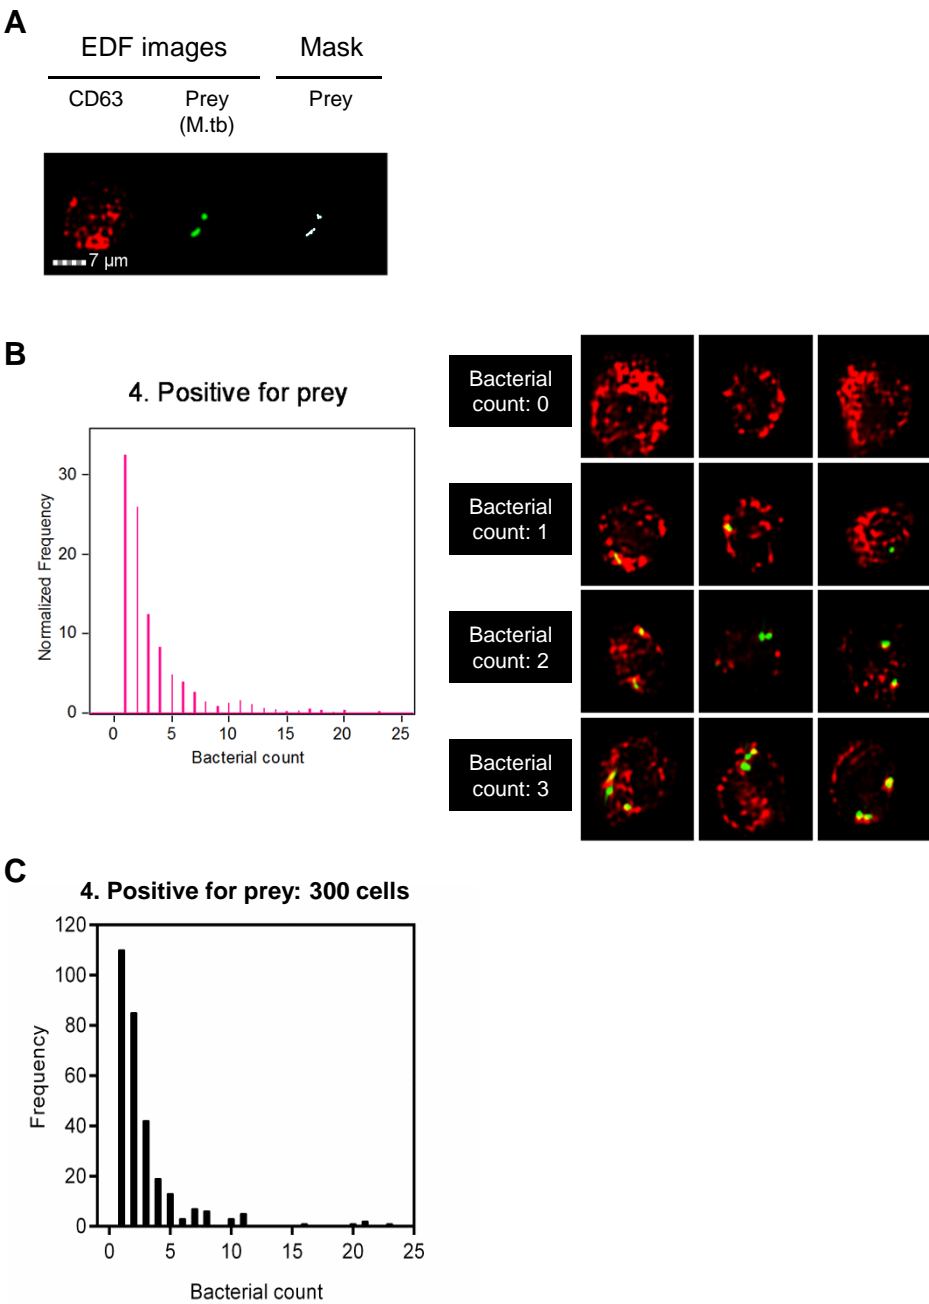 A
EDF images
Mask
CD63
Prey
(M.tb)
Prey
7 µm
B
4. Positive for prey
Normalized Frequency
30
20
10
0
0 5 10 15 20 25
Bacterial count
Bacterial
count: 0
Bacterial
count: 1
Bacterial
count: 2
Bacterial
count: 3
C
4. Positive for prey: 300 cells
Frequency
120
100
80
60
40
20
0
0 5 10 15 20 25
Bacterial count